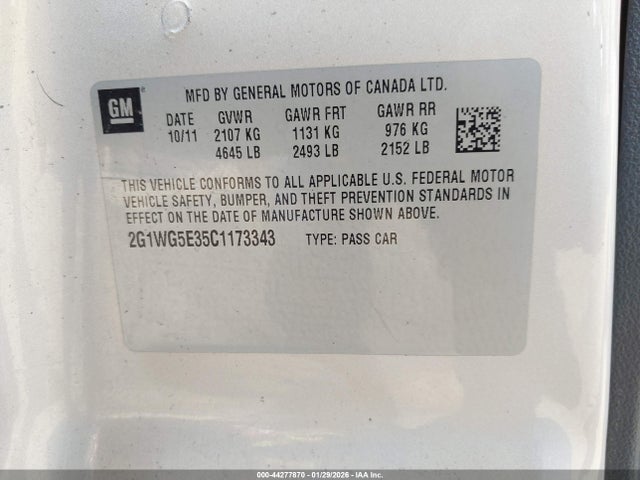 GM
MFD BY GENERAL MOTORS OF CANADA LTD.
DATE GVWR GAWR FRT GAWR RR
10/11 2107 KG 1131 KG 976 KG
4645 LB 2493 LB 2152 LB
THIS VEHICLE CONFORMS TO ALL APPLICABLE U.S. FEDERAL MOTOR
VEHICLE SAFETY, BUMPER, AND THEFT PREVENTION STANDARDS IN
EFFECT ON THE DATE OF MANUFACTURE SHOWN ABOVE.
2G1WG5E35C1173343 TYPE: PASS CAR
000-44277870 - 01/29/2026 - IAA Inc.